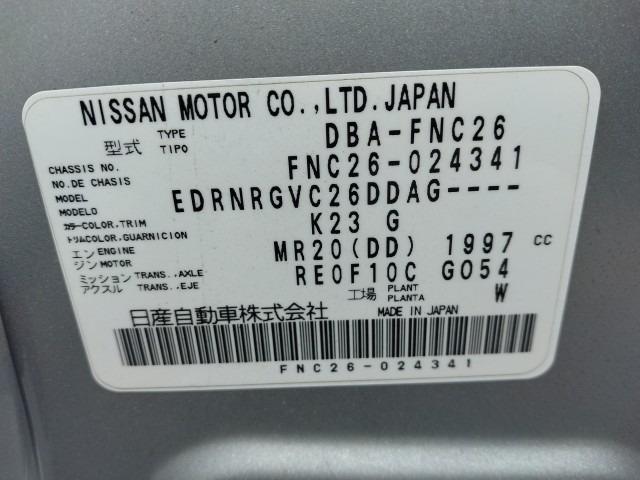 NISSAN MOTOR CO.,LTD.JAPAN
型式 TYPE TIPO DBA-FNC26
CHASSIS NO. NO.DE CHASIS FNC26-024341
MODEL MODELO EDRNRGVC26DDAG----
カラー COLOR,TRIM トリム COLOR,GUARNICION K23 G
エンジン ENGINE MOTOR MR20(DD) 1997 CC
ミッション アクスル TRANS.,AXLE TRANS.,EJE RE0F10C GO54
工場 PLANT PLANTA W
日産自動車株式会社 MADE IN JAPAN
FNC26-024341